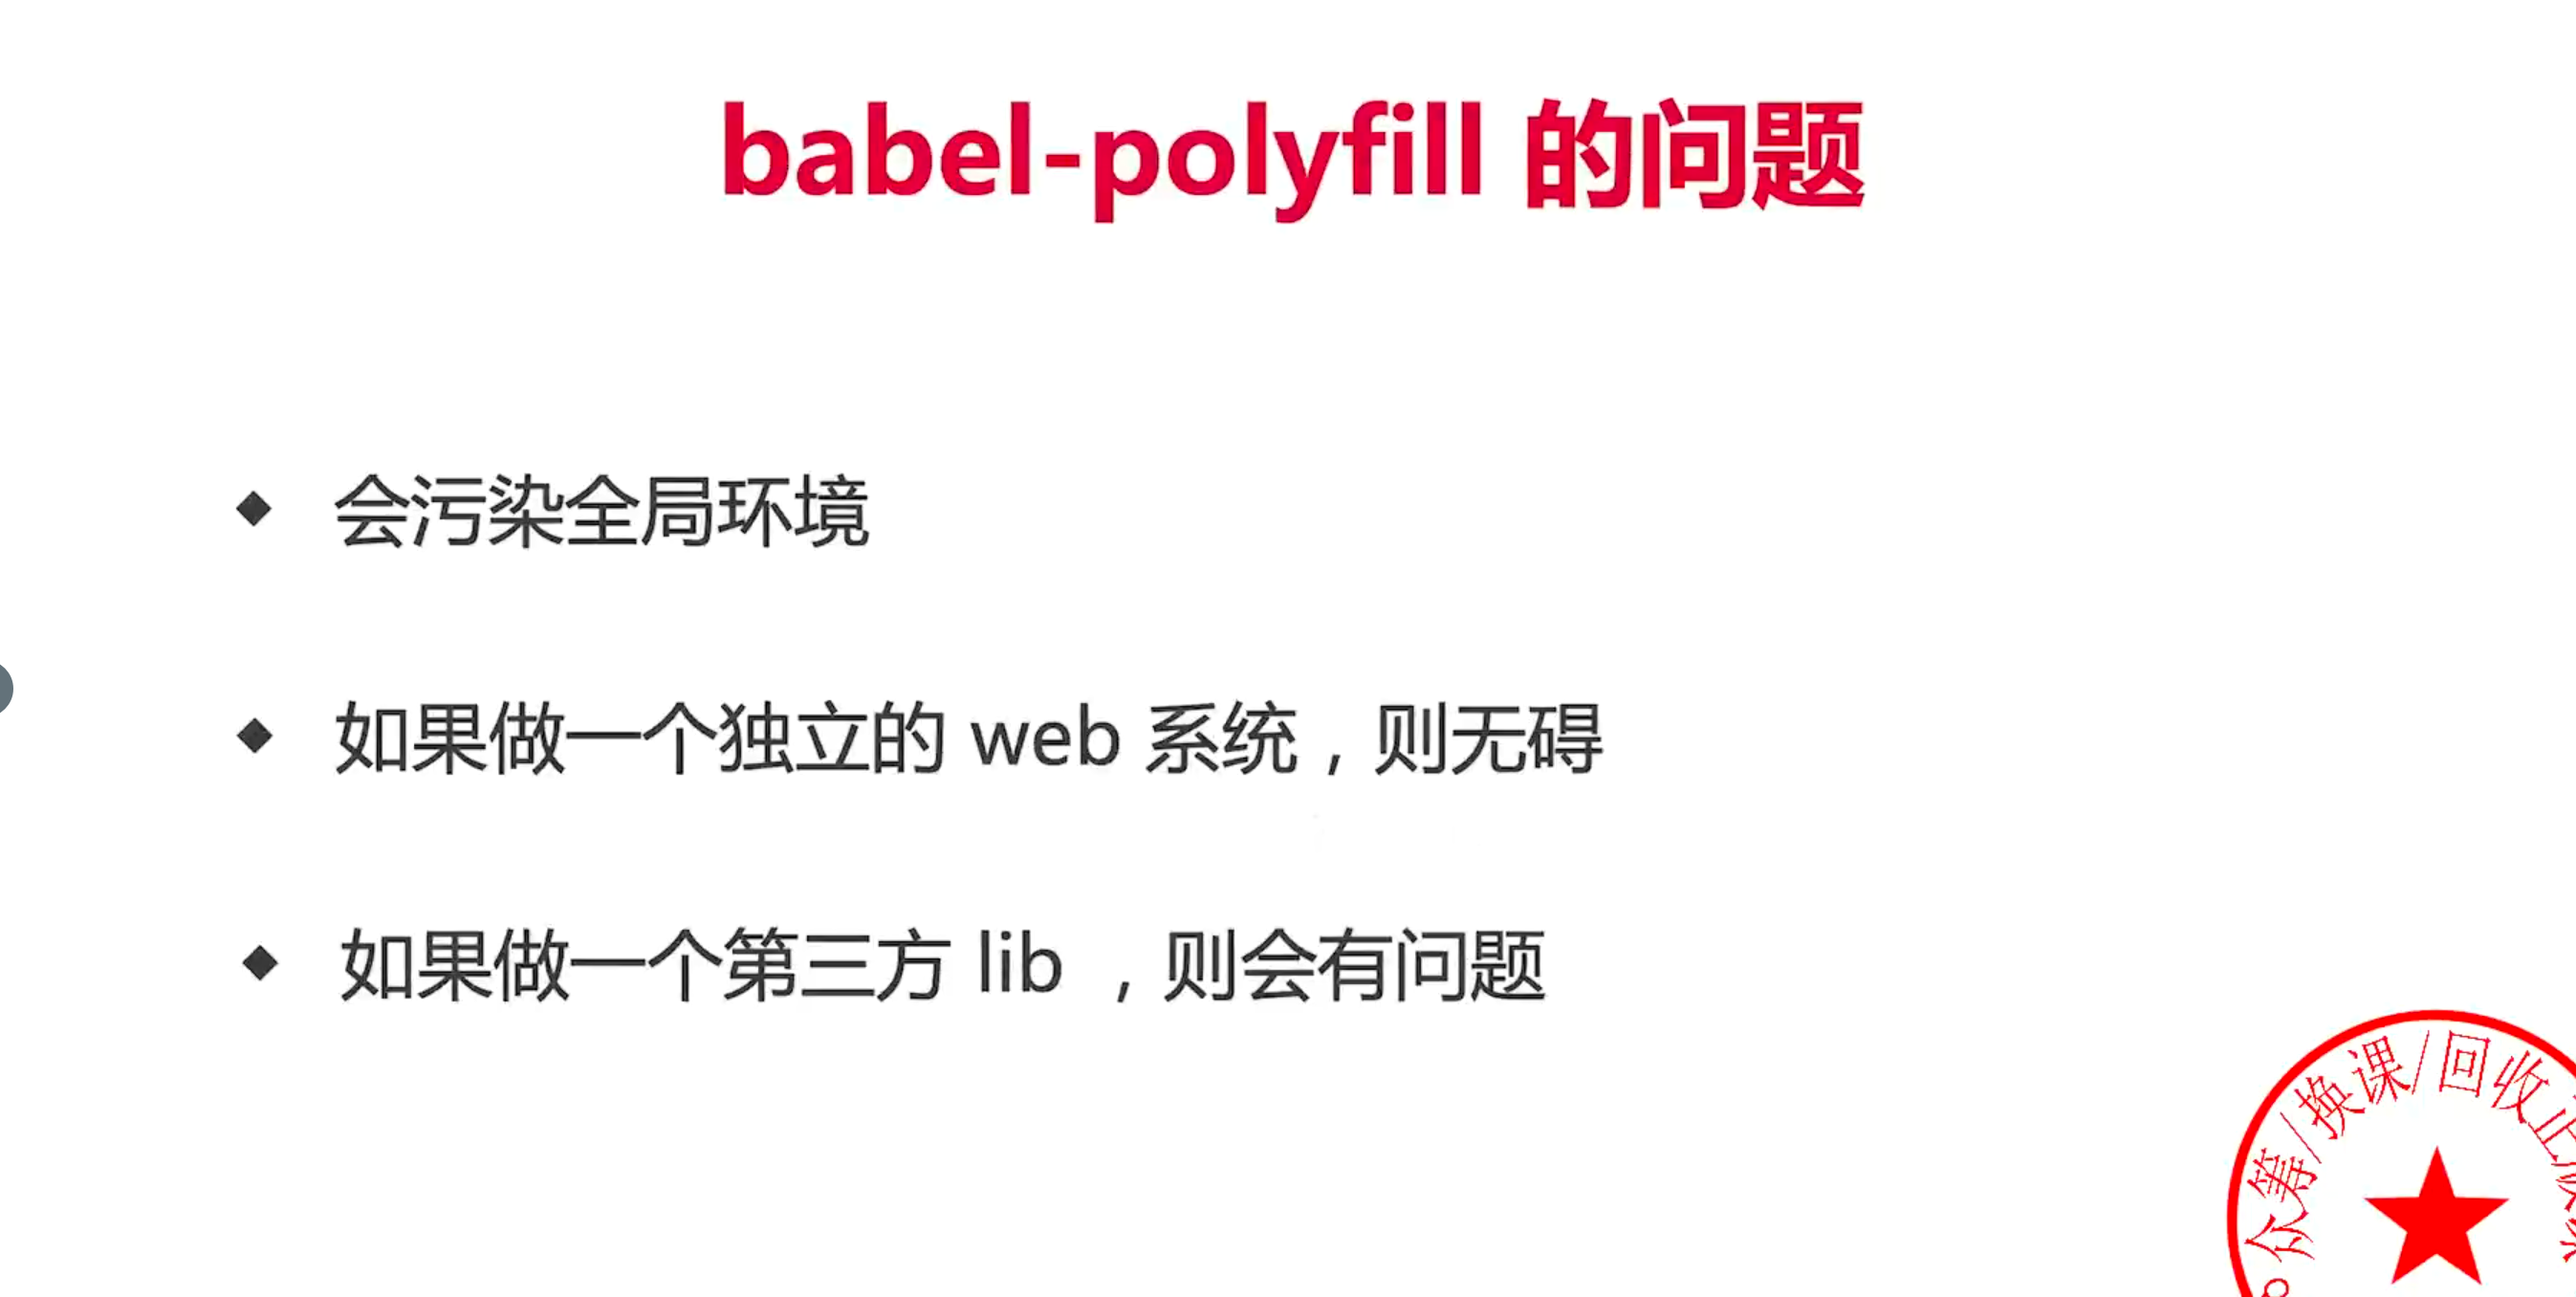 babel-polyfill 的问题
会污染全局环境
如果做一个独立的 web 系统，则无碍
如果做一个第三方 lib ，则会有问题
众筹/换课/回收正